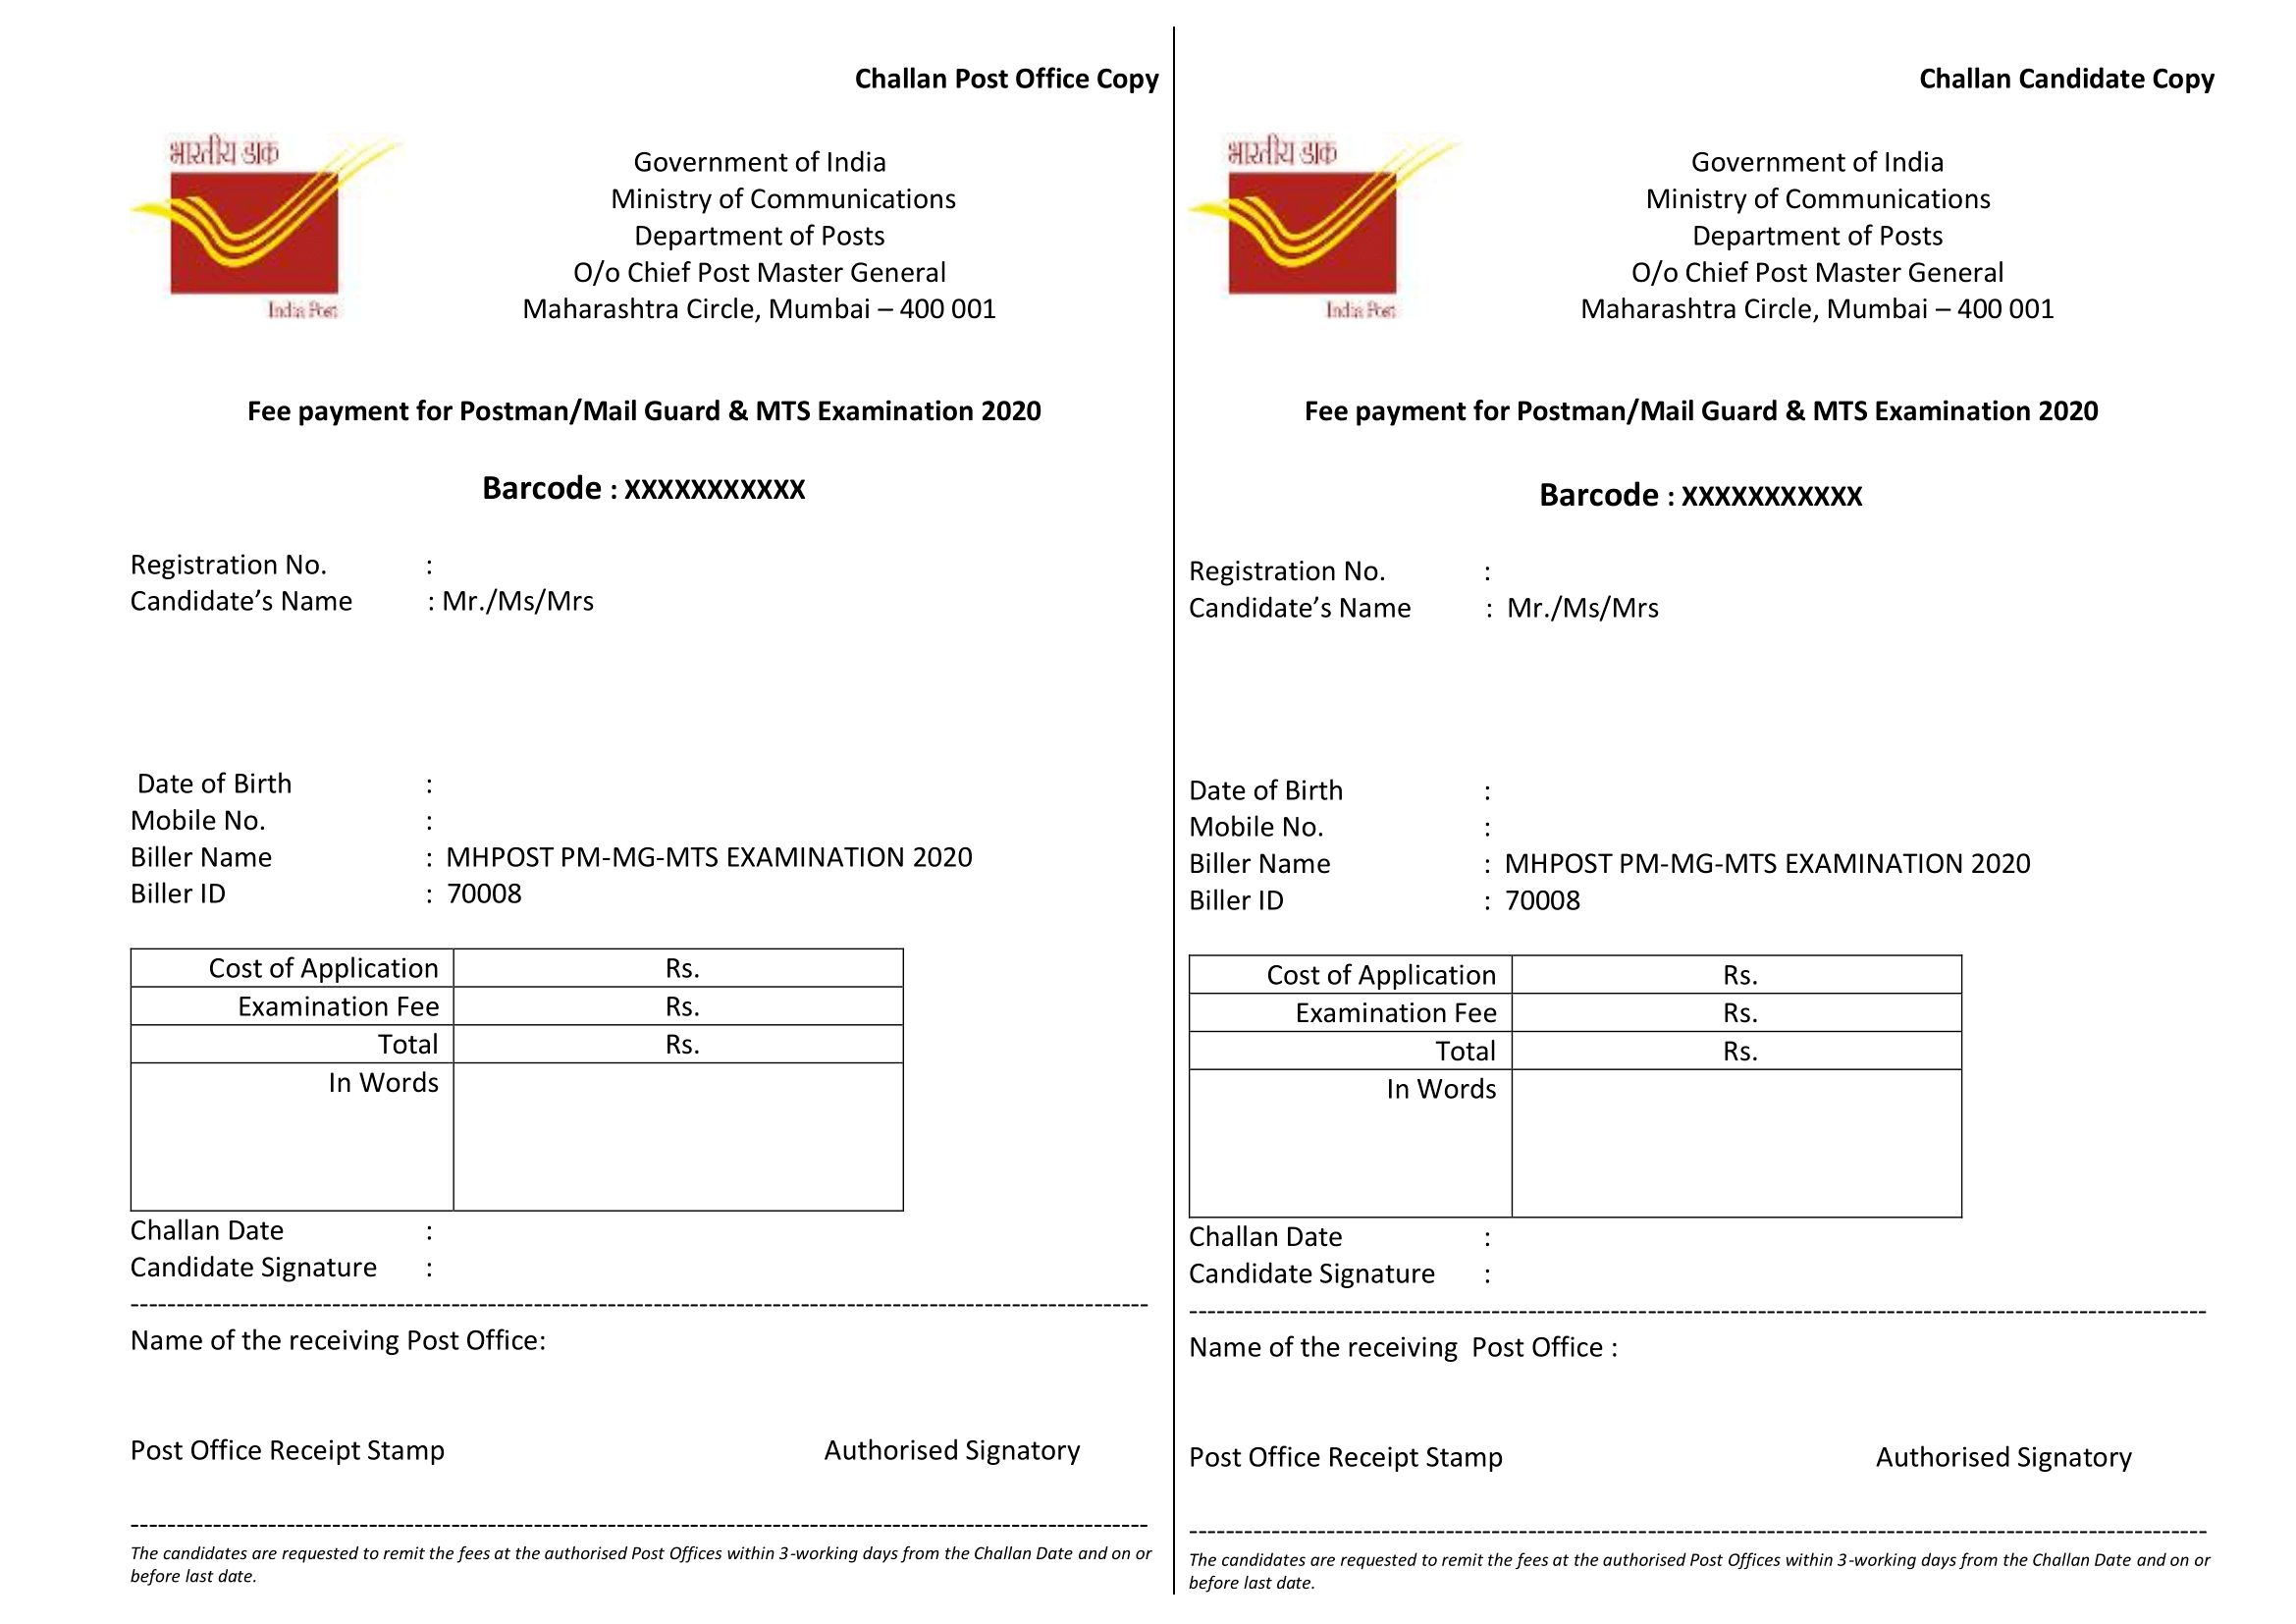 Challan Post Office Copy
भारतीय डाक
Government of India
Ministry of Communications
Department of Posts
O/o Chief Post Master General
Maharashtra Circle, Mumbai – 400 001
India Post
Fee payment for Postman/Mail Guard & MTS Examination 2020
Barcode : XXXXXXXXXXX
Registration No. :
Candidate’s Name : Mr./Ms/Mrs
Date of Birth :
Mobile No. :
Biller Name : MHPOST PM-MG-MTS EXAMINATION 2020
Biller ID : 70008
Cost of Application Rs.
Examination Fee Rs.
Total Rs.
In Words
Challan Date :
Candidate Signature :
Name of the receiving Post Office:
Post Office Receipt Stamp Authorised Signatory
The candidates are requested to remit the fees at the authorised Post Offices within 3-working days from the Challan Date and on or
before last date.
Challan Candidate Copy
भारतीय डाक
Government of India
Ministry of Communications
Department of Posts
O/o Chief Post Master General
Maharashtra Circle, Mumbai – 400 001
India Post
Fee payment for Postman/Mail Guard & MTS Examination 2020
Barcode : XXXXXXXXXXX
Registration No. :
Candidate’s Name : Mr./Ms/Mrs
Date of Birth :
Mobile No. :
Biller Name : MHPOST PM-MG-MTS EXAMINATION 2020
Biller ID : 70008
Cost of Application Rs.
Examination Fee Rs.
Total Rs.
In Words
Challan Date :
Candidate Signature :
Name of the receiving Post Office :
Post Office Receipt Stamp Authorised Signatory
The candidates are requested to remit the fees at the authorised Post Offices within 3-working days from the Challan Date and on or
before last date.